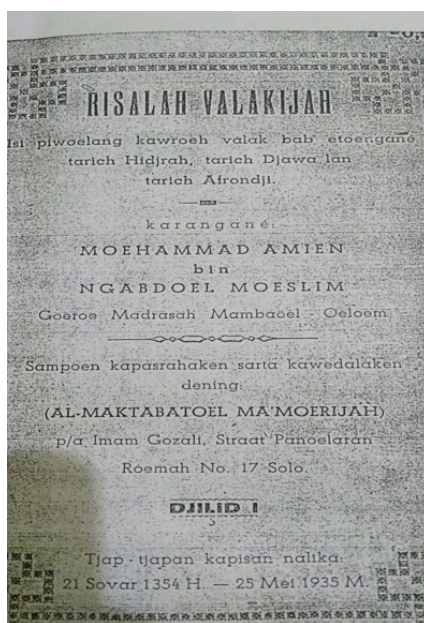 RISALAH VALAKIJAH
Isi piwoelang kawroeh valak bab etoengané
tarich Hidjrah, tarich Djawa lan
tarich Afrondji.
karangané:
MOEHAMMAD AMIEN
bin
NGABDOEL MOESLIM
Goeroe Madrasah Mambaöel - Oeloem
Sampoen kapasrahaken sarta kawedalaken
dening:
(AL-MAKTABATOEL MA'MOERIJAH)
p/a Imam Gozali, Straat Panoelaran
Roemah No. 17 Solo.
DJILID I
Tjap - tjapan kapisan nalika:
21 Sovar 1354 H. — 25 Mei 1935 M.